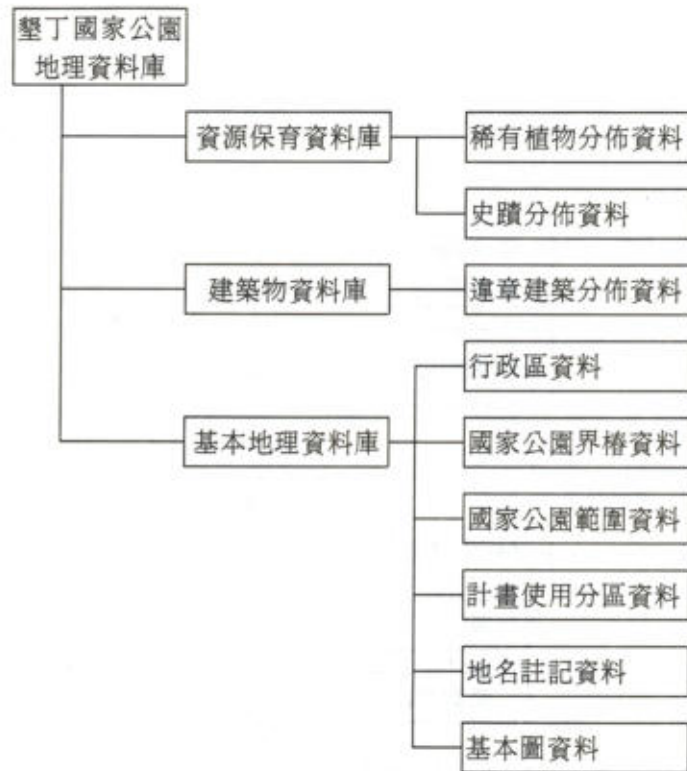 墾丁國家公園
地理資料庫
資源保育資料庫
稀有植物分佈資料
史蹟分佈資料
建築物資料庫
違章建築分佈資料
基本地理資料庫
行政區資料
國家公園界樁資料
國家公園範圍資料
計畫使用分區資料
地名註記資料
基本圖資料